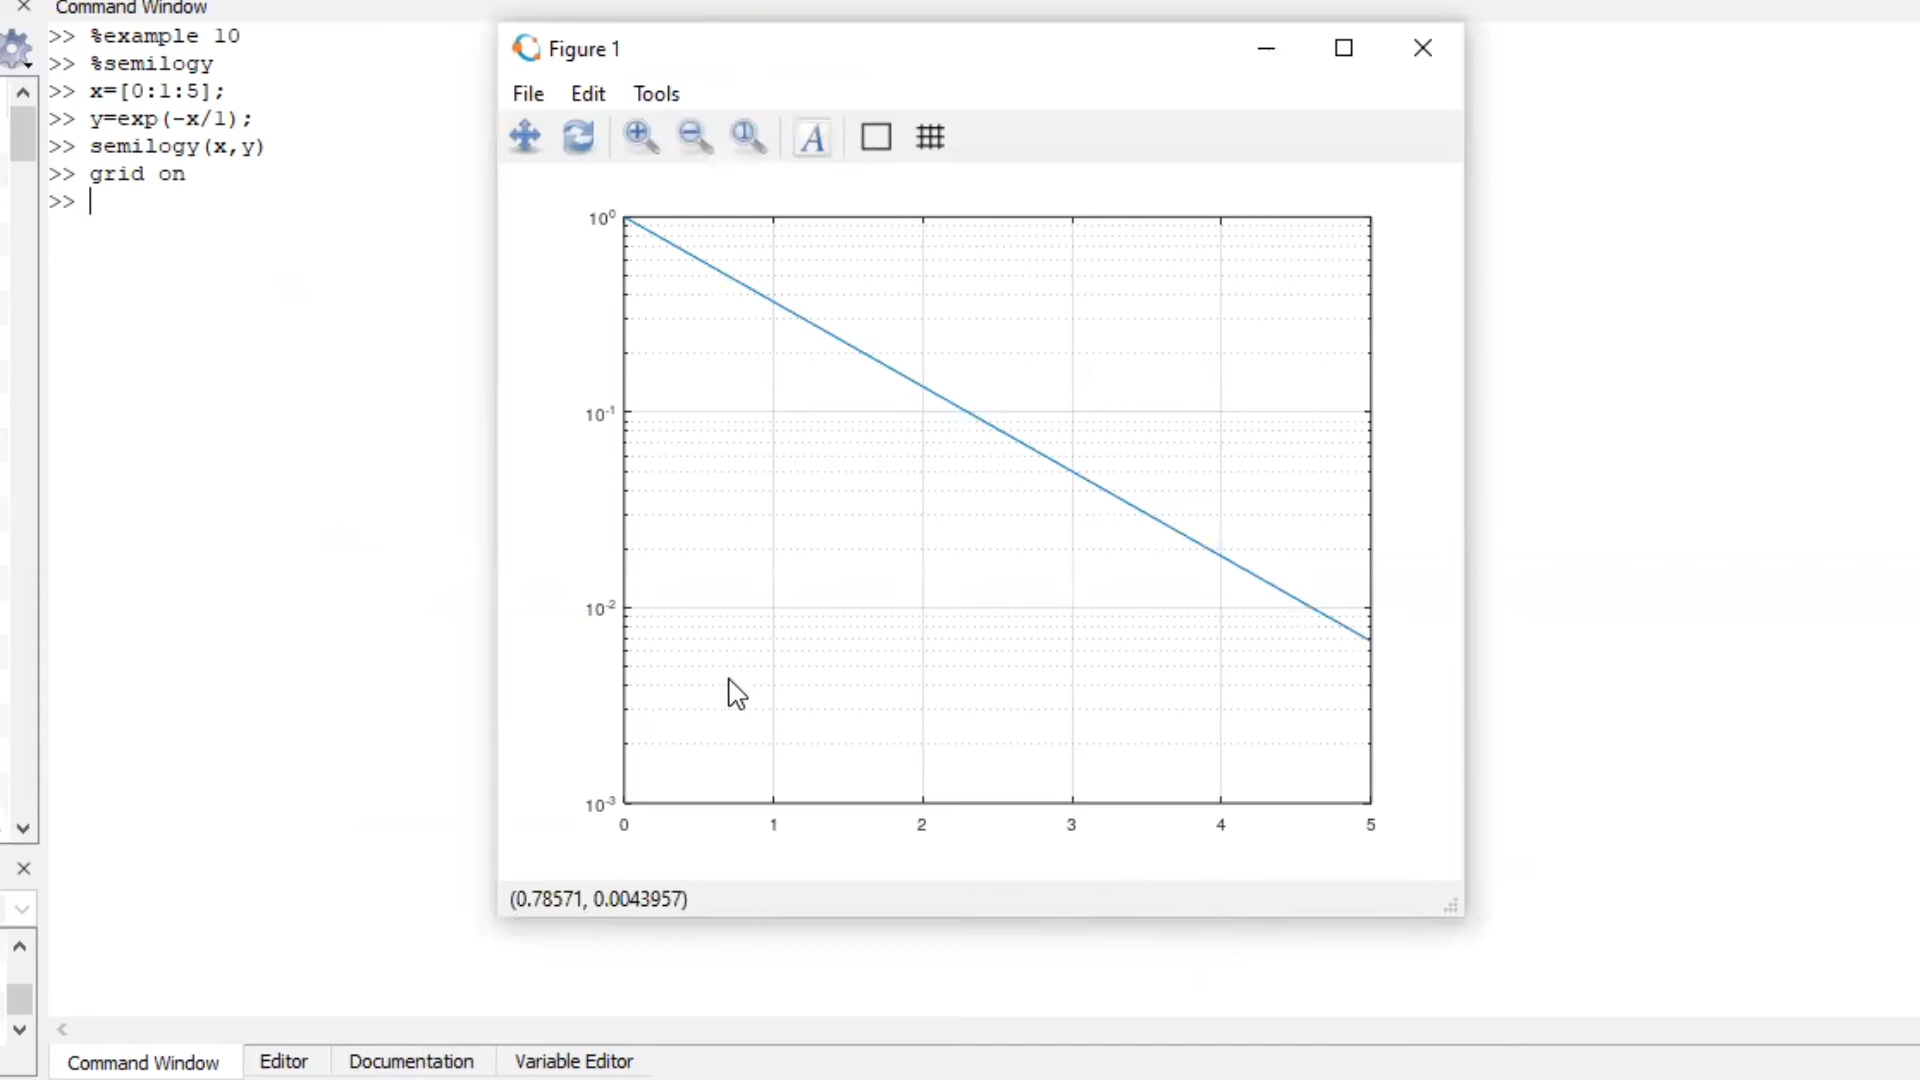 Command Window
>> %example 10
>> %semilogy
>> x=[0:1:5];
>> y=exp(-x/1);
>> semilogy(x,y)
>> grid on
>>
Figure 1
File Edit Tools
10^0
10^-1
10^-2
10^-3
0 1 2 3 4 5
(0.78571, 0.0043957)
Command Window Editor Documentation Variable Editor